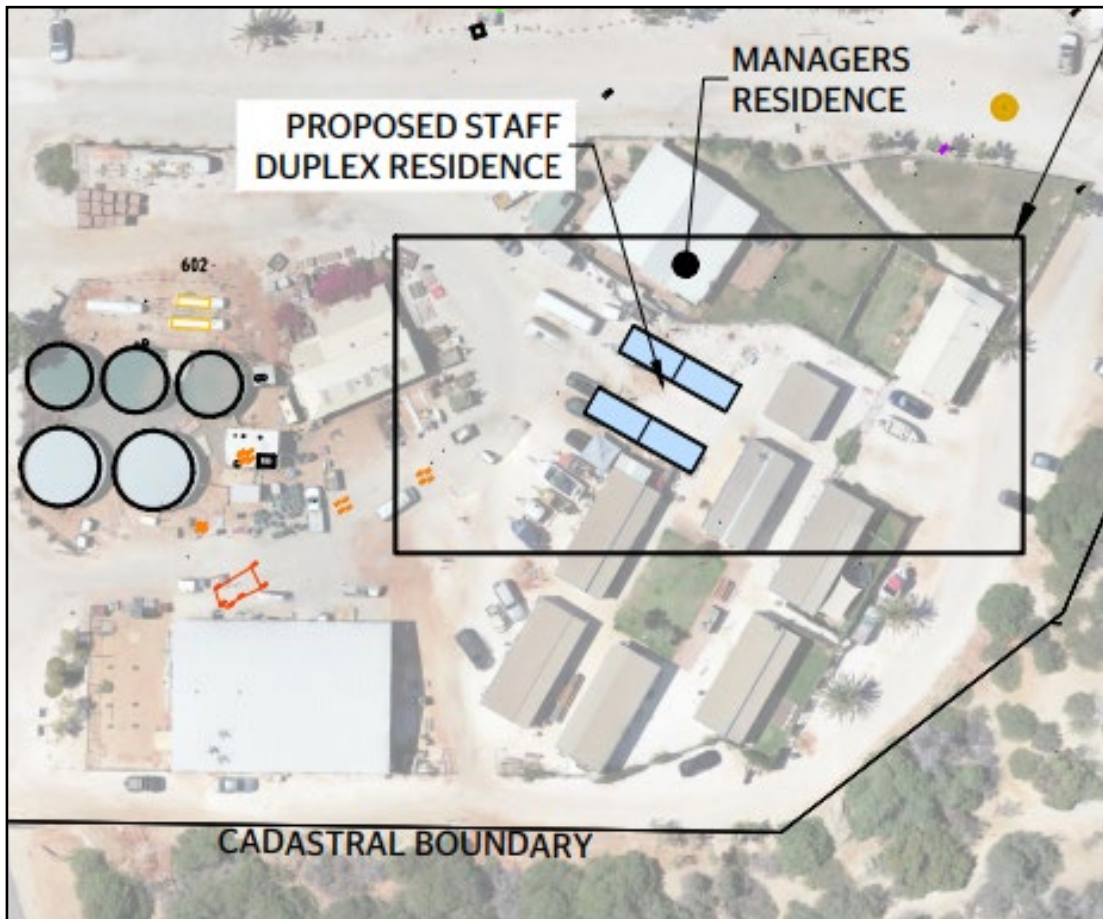 MANAGERS
RESIDENCE
PROPOSED STAFF
DUPLEX RESIDENCE
602
CADASTRAL BOUNDARY